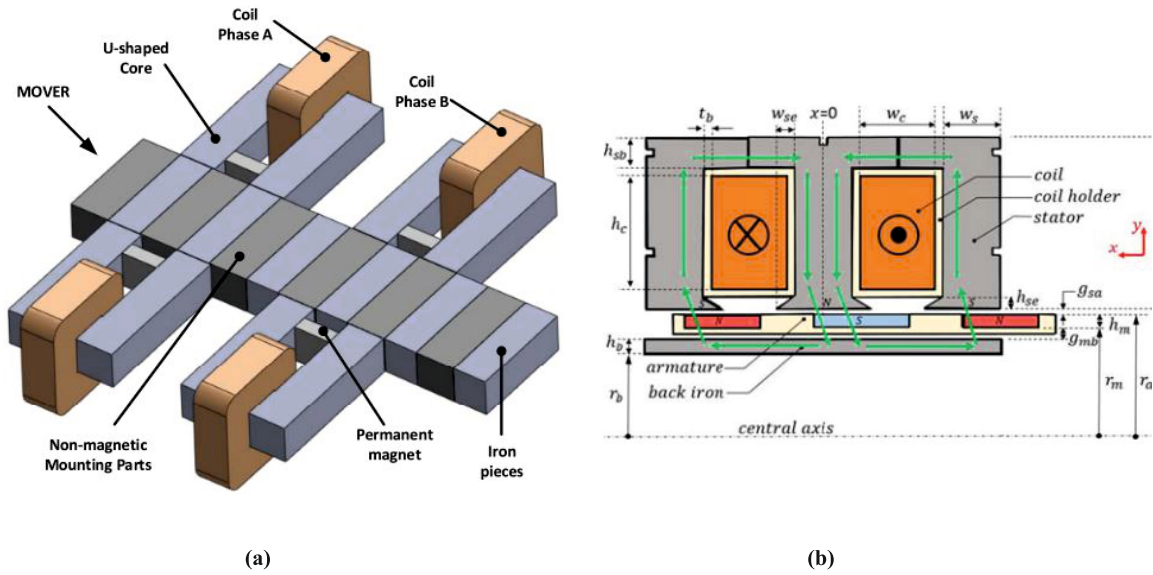 Coil
Phase A
U-shaped
Core
Coil
Phase B
MOVER
Non-magnetic
Mounting Parts
Permanent
magnet
Iron
pieces
(a)
t_b
w_se
x=0
w_c
w_s
h_sb
coil
coil holder
stator
y
x
h_c
S
N
S
h_se
g_sa
N
S
N
h_m
h_b
g_mb
armature
back iron
r_b
r_m
r_a
central axis
(b)